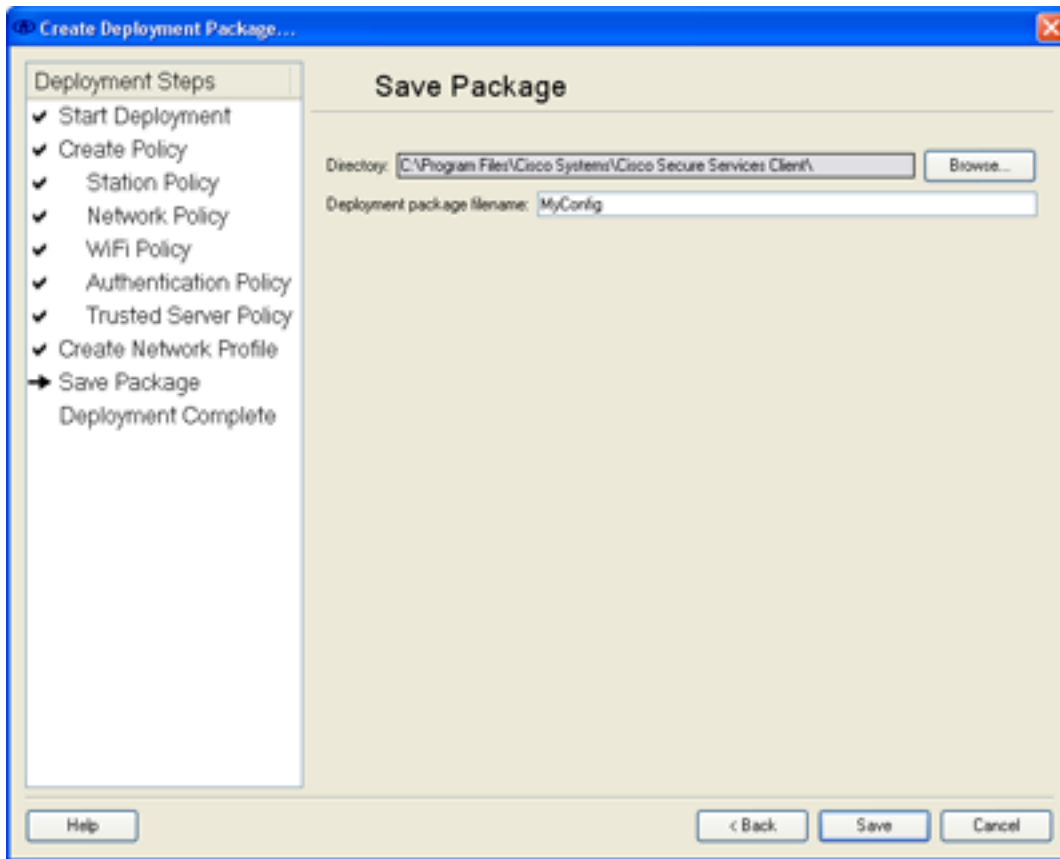 Create Deployment Package...
Deployment Steps
Start Deployment
Create Policy
Station Policy
Network Policy
WiFi Policy
Authentication Policy
Trusted Server Policy
Create Network Profile
Save Package
Deployment Complete
Save Package
Directory: C:\Program Files\Cisco Systems\Cisco Secure Services Client\ Browse...
Deployment package filename: MyConfig
Help < Back Save Cancel